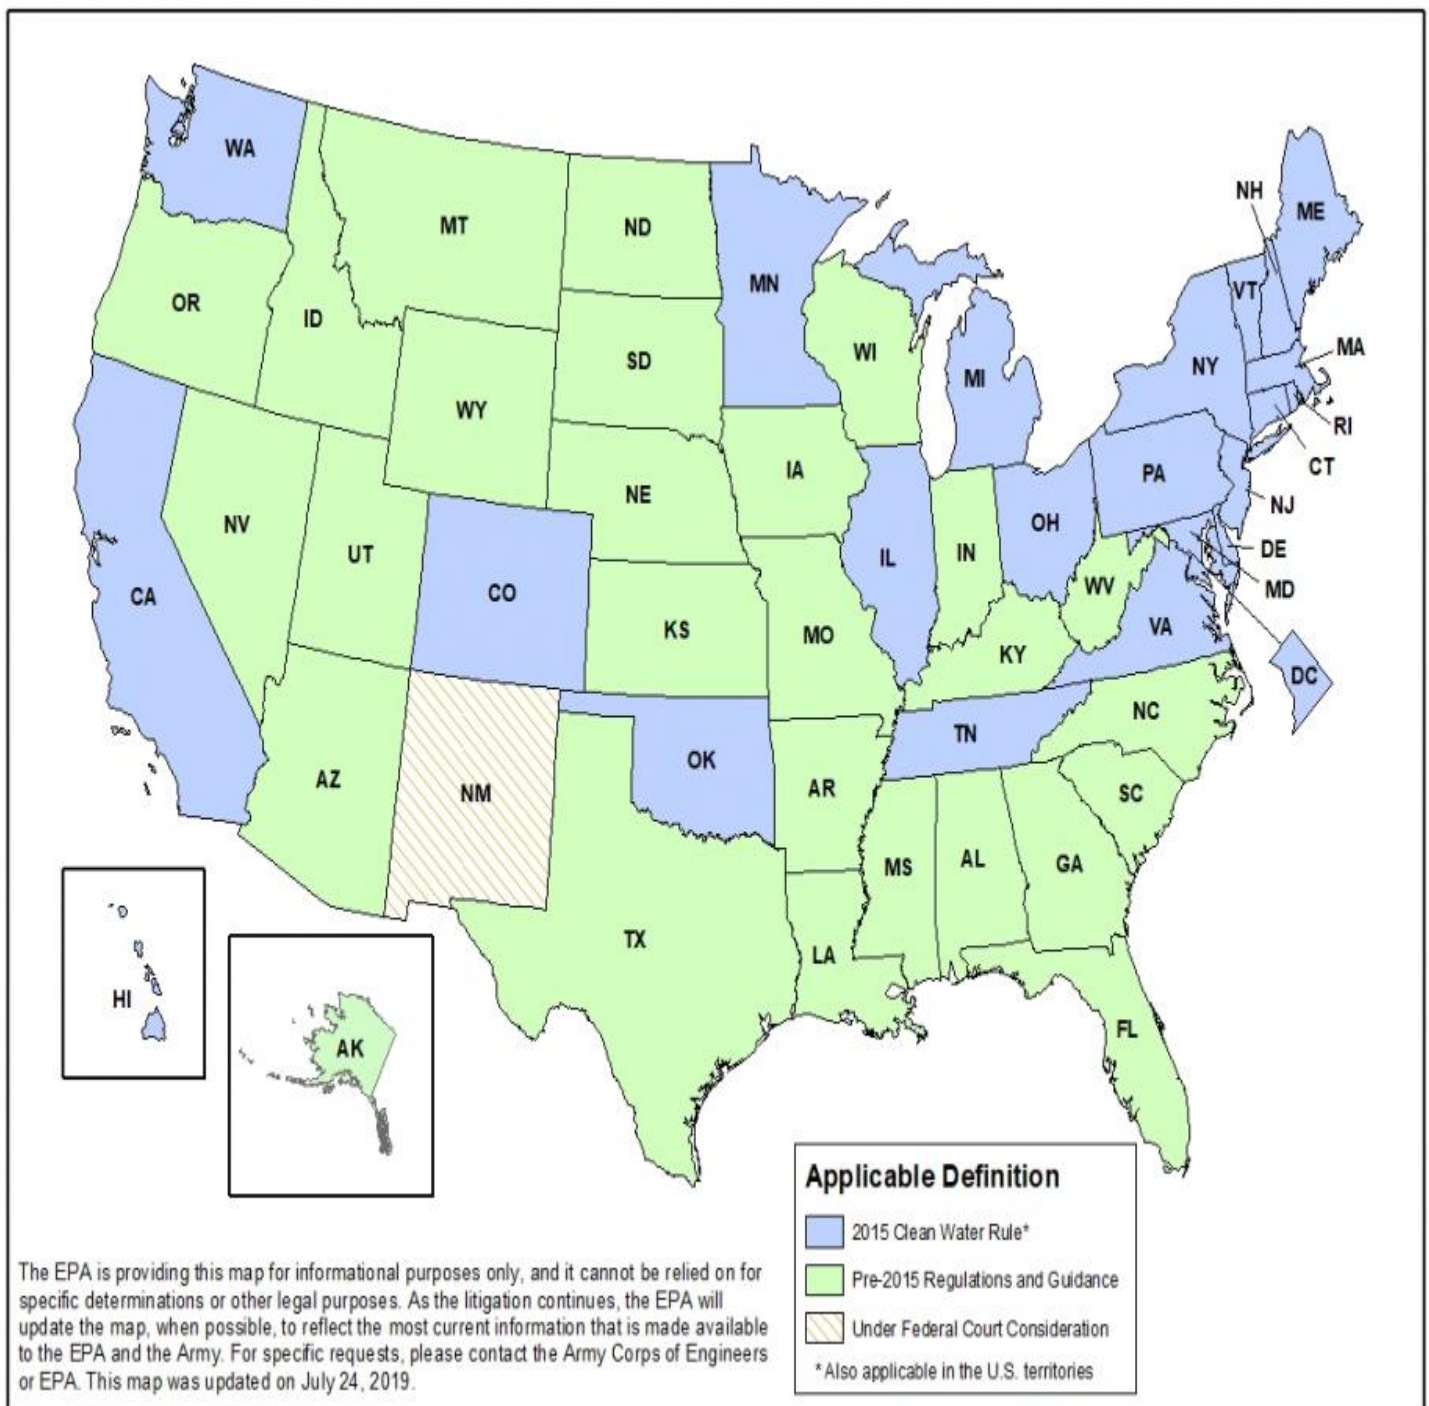 WA
NH
ME
MT
ND
MN
VT
OR
ID
WI
MA
SD
NY
MI
WY
RI
CT
IA
PA
NE
NJ
NV
OH
DE
UT
IL
IN
MD
CO
WV
CA
VA
KS
MO
KY
DC
NC
TN
OK
AZ
NM
AR
SC
MS
AL
GA
TX
LA
HI
FL
AK
Applicable Definition
2015 Clean Water Rule*
Pre-2015 Regulations and Guidance
Under Federal Court Consideration
* Also applicable in the U.S. territories
The EPA is providing this map for informational purposes only, and it cannot be relied on for
specific determinations or other legal purposes. As the litigation continues, the EPA will
update the map, when possible, to reflect the most current information that is made available
to the EPA and the Army. For specific requests, please contact the Army Corps of Engineers
or EPA. This map was updated on July 24, 2019.